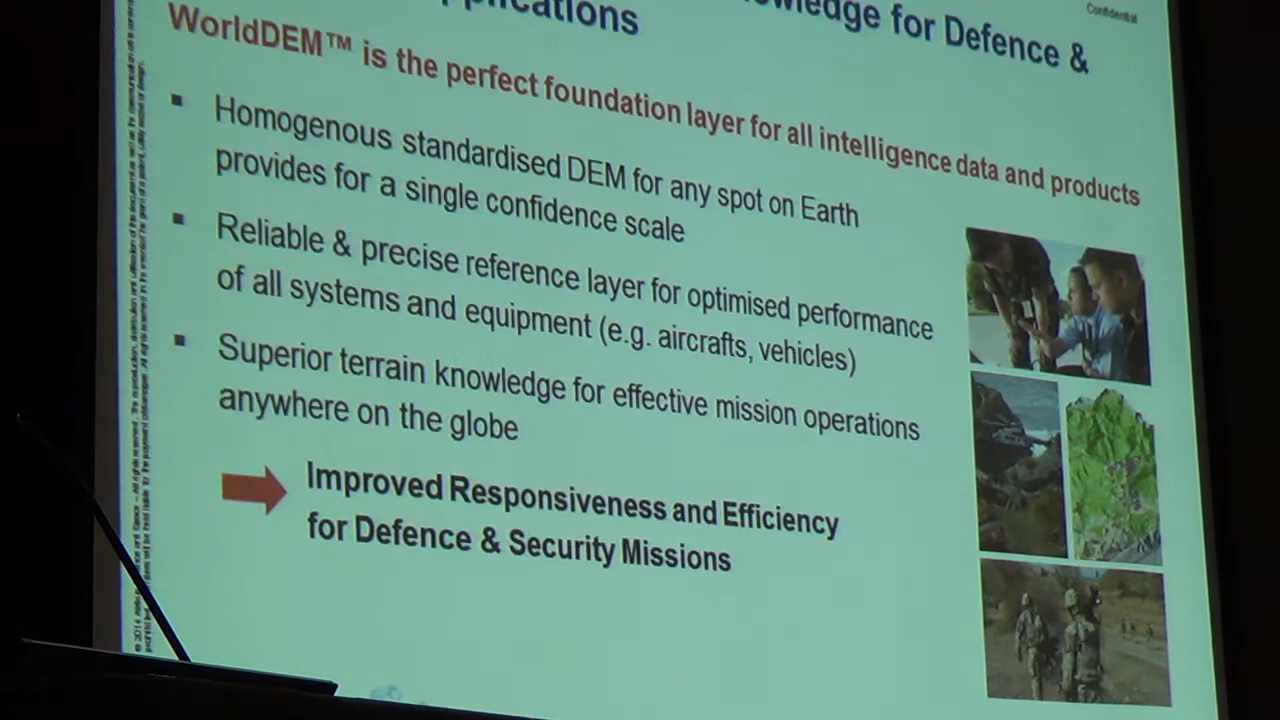 Confidential
plications
wledge for Defence &
WorldDEM™ is the perfect foundation layer for all intelligence data and products
▪ Homogenous standardised DEM for any spot on Earth
provides for a single confidence scale
▪ Reliable & precise reference layer for optimised performance
of all systems and equipment (e.g. aircrafts, vehicles)
▪ Superior terrain knowledge for effective mission operations
anywhere on the globe
Improved Responsiveness and Efficiency
for Defence & Security Missions